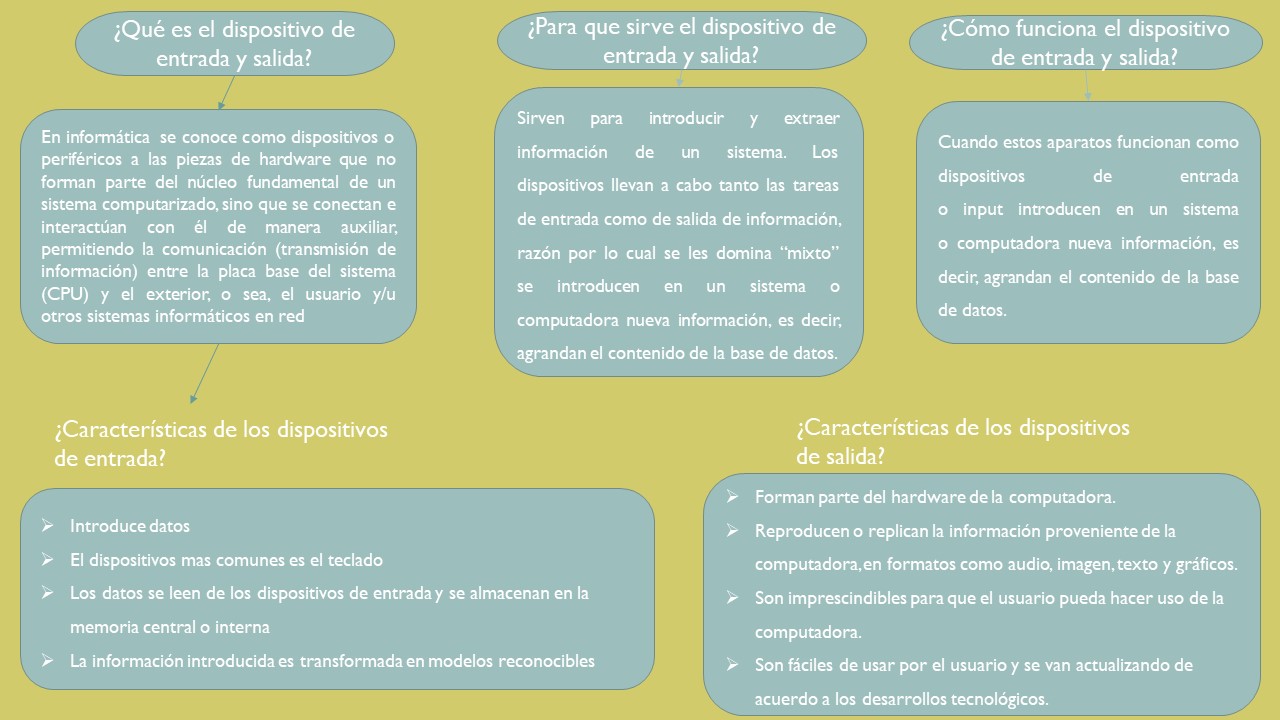 ¿Qué es el dispositivo de
entrada y salida?
En informática se conoce como dispositivos o
periféricos a las piezas de hardware que no
forman parte del núcleo fundamental de un
sistema computarizado, sino que se conectan e
interactúan con él de manera auxiliar,
permitiendo la comunicación (transmisión de
información) entre la placa base del sistema
(CPU) y el exterior, o sea, el usuario y/u
otros sistemas informáticos en red
¿Para que sirve el dispositivo de
entrada y salida?
Sirven para introducir y extraer
información de un sistema. Los
dispositivos llevan a cabo tanto las tareas
de entrada como de salida de información,
razón por lo cual se les domina “mixto”
se introducen en un sistema o
computadora nueva información, es decir,
agrandan el contenido de la base de datos.
¿Cómo funciona el dispositivo
de entrada y salida?
Cuando estos aparatos funcionan como
dispositivos de entrada
o input introducen en un sistema
o computadora nueva información, es
decir, agrandan el contenido de la base
de datos.
¿Características de los dispositivos
de entrada?
➢ Introduce datos
➢ El dispositivos mas comunes es el teclado
➢ Los datos se leen de los dispositivos de entrada y se almacenan en la
memoria central o interna
➢ La información introducida es transformada en modelos reconocibles
¿Características de los dispositivos
de salida?
➢ Forman parte del hardware de la computadora.
➢ Reproducen o replican la información proveniente de la
computadora, en formatos como audio, imagen, texto y gráficos.
➢ Son imprescindibles para que el usuario pueda hacer uso de la
computadora.
➢ Son fáciles de usar por el usuario y se van actualizando de
acuerdo a los desarrollos tecnológicos.